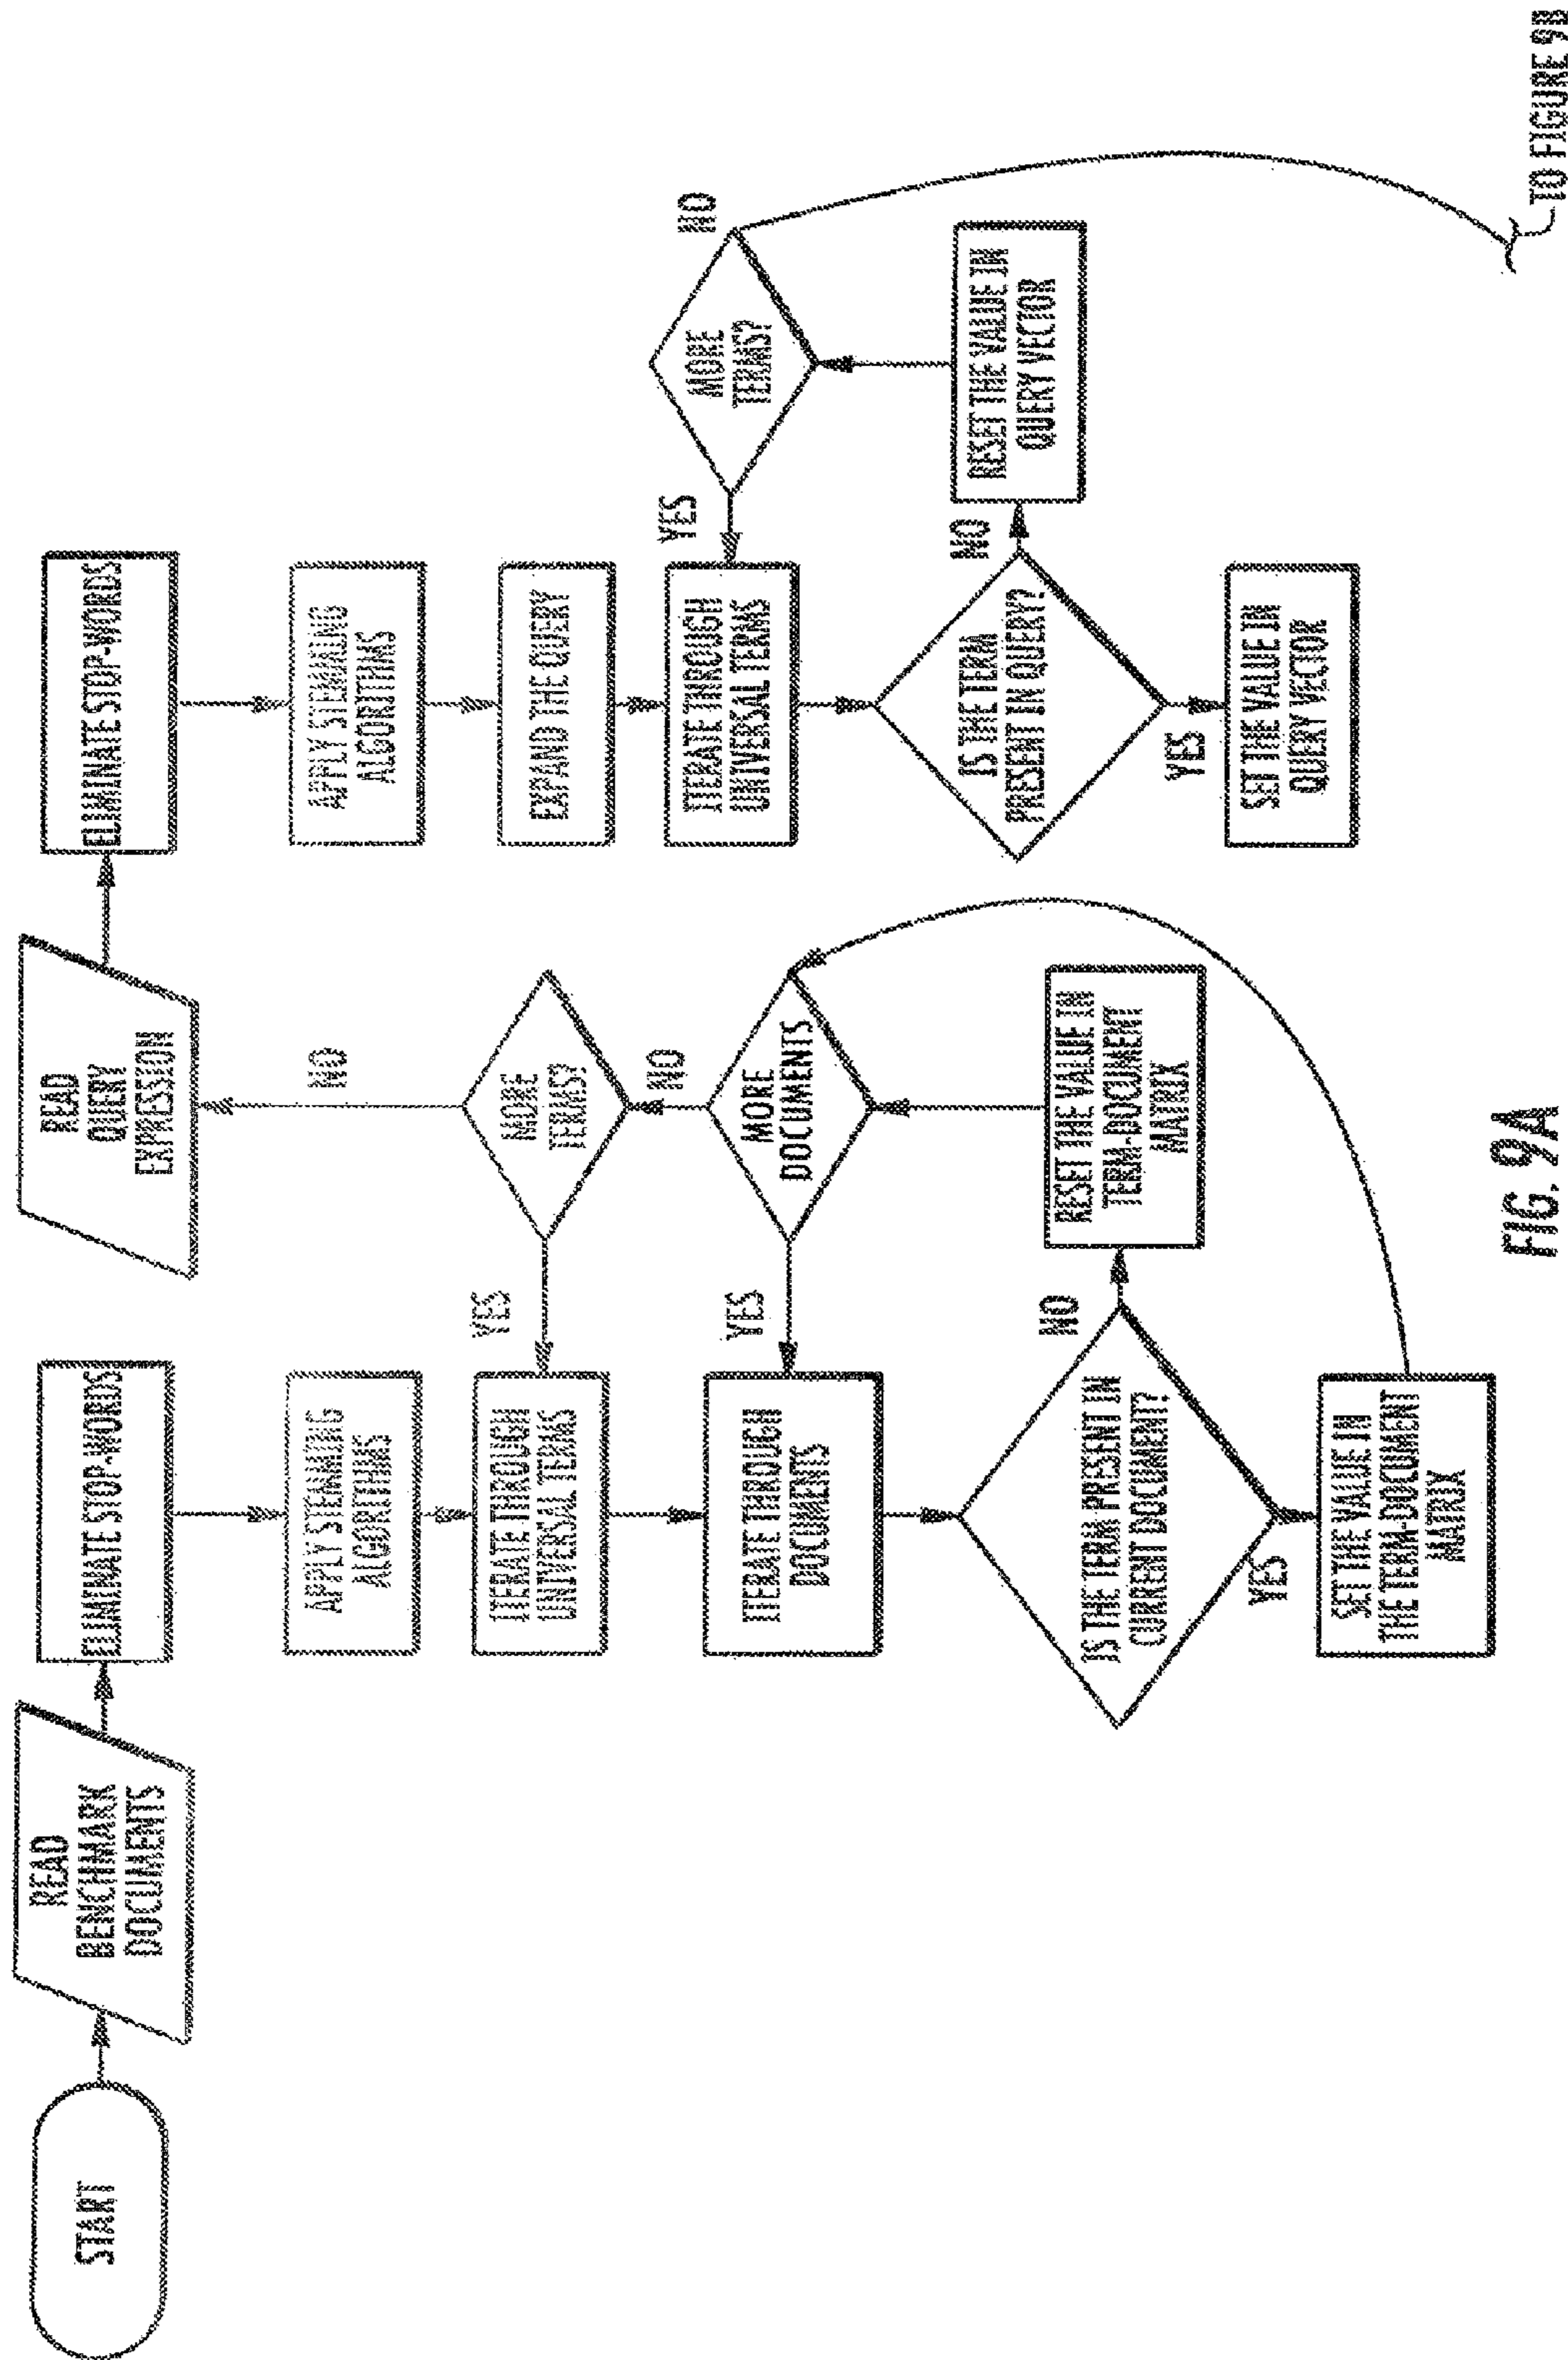 START
READ
BENCHMARK
DOCUMENTS
ELIMINATE STOP-WORDS
APPLY STEMMING
ALGORITHMS
ITERATE THROUGH
UNIVERSAL TERMS
ITERATE THROUGH
DOCUMENTS
IS THE TERM PRESENT IN
CURRENT DOCUMENT?
YES
SET THE VALUE IN
THE TERM-DOCUMENT
MATRIX
NO
RESET THE VALUE IN
TERM-DOCUMENT
MATRIX
MORE
DOCUMENTS
YES
NO
MORE
TERMS?
YES
NO
READ
QUERY
EXPRESSION
ELIMINATE STOP-WORDS
APPLY STEMMING
ALGORITHMS
EXPAND THE QUERY
ITERATE THROUGH
UNIVERSAL TERMS
IS THE TERM
PRESENT IN QUERY?
YES
SET THE VALUE IN
QUERY VECTOR
NO
RESET THE VALUE IN
QUERY VECTOR
MORE
TERMS?
YES
NO
TO FIGURE 9B
FIG. 9A